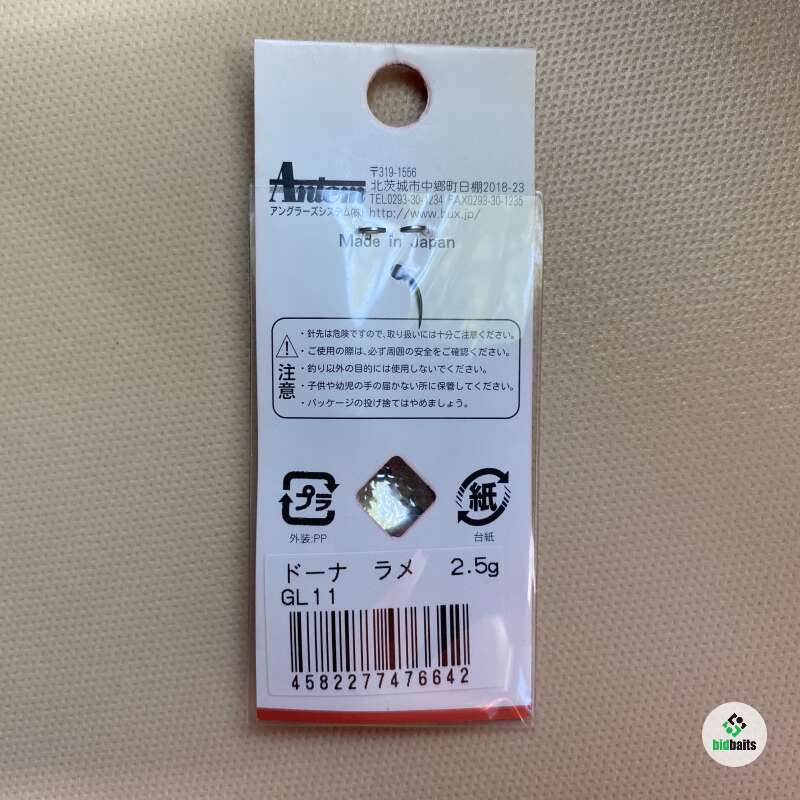 Antem
〒319-1556
北茨城市中郷町日棚2018-23
TEL0293-30-1234 FAX0293-30-1235
アングラーズシステム(株) http://www.bux.jp/
Made in Japan
注意
・針先は危険ですので、取り扱いには十分ご注意ください。
・ご使用の際は、必ず周囲の安全をご確認ください。
・釣り以外の目的には使用しないでください。
・子供や幼児の手の届かない所に保管してください。
・パッケージの投げ捨てはやめましょう。
プラ
外装:PP
紙
台紙
ドーナ ラメ 2.5g
GL11
4582277476642
bidbaits